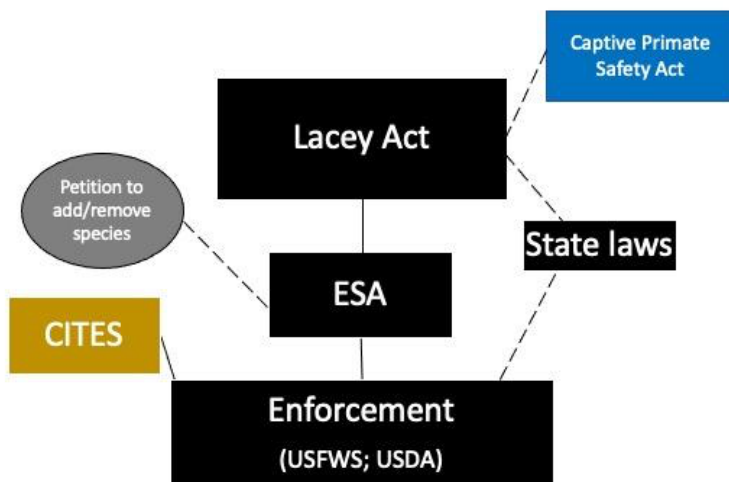 Captive Primate
Safety Act
Lacey Act
Petition to
add/remove
species
State laws
ESA
CITES
Enforcement
(USFWS; USDA)